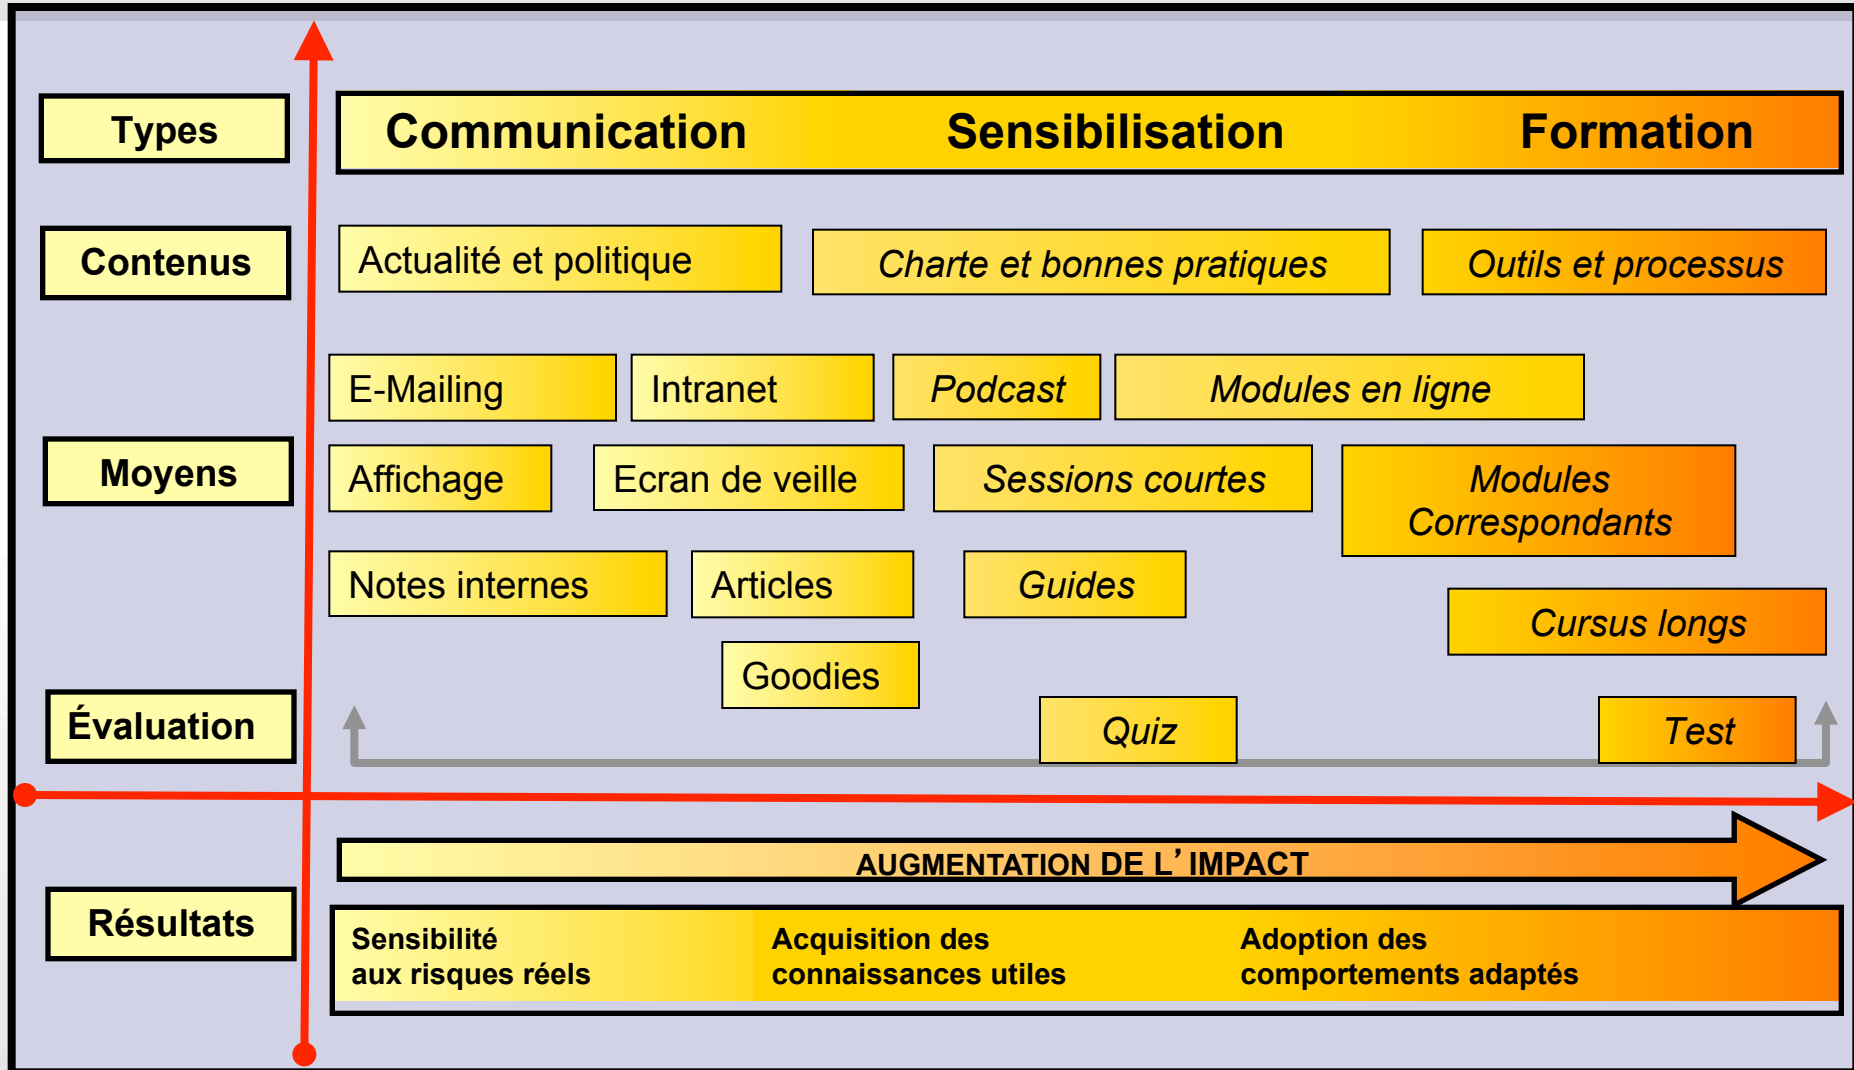 Types
Communication Sensibilisation Formation
Contenus
Actualité et politique
Charte et bonnes pratiques
Outils et processus
Moyens
E-Mailing
Intranet
Podcast
Modules en ligne
Affichage
Ecran de veille
Sessions courtes
Modules
Correspondants
Notes internes
Articles
Guides
Cursus longs
Goodies
Évaluation
Quiz
Test
AUGMENTATION DE L’IMPACT
Résultats
Sensibilité
aux risques réels
Acquisition des
connaissances utiles
Adoption des
comportements adaptés